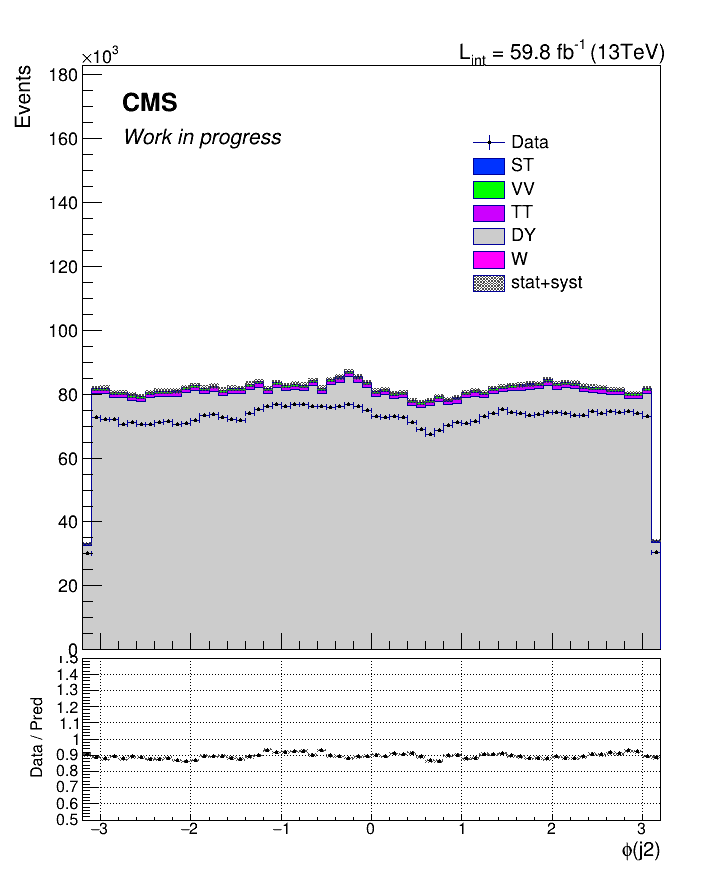 ×10³
L_int = 59.8 fb⁻¹ (13TeV)
Events
180
160
140
120
100
80
60
40
20
0
CMS
Work in progress
Data
ST
VV
TT
DY
W
stat+syst
Data / Pred
1.5
1.4
1.3
1.2
1.1
1
0.9
0.8
0.7
0.6
0.5
−3 −2 −1 0 1 2 3
ϕ(j2)